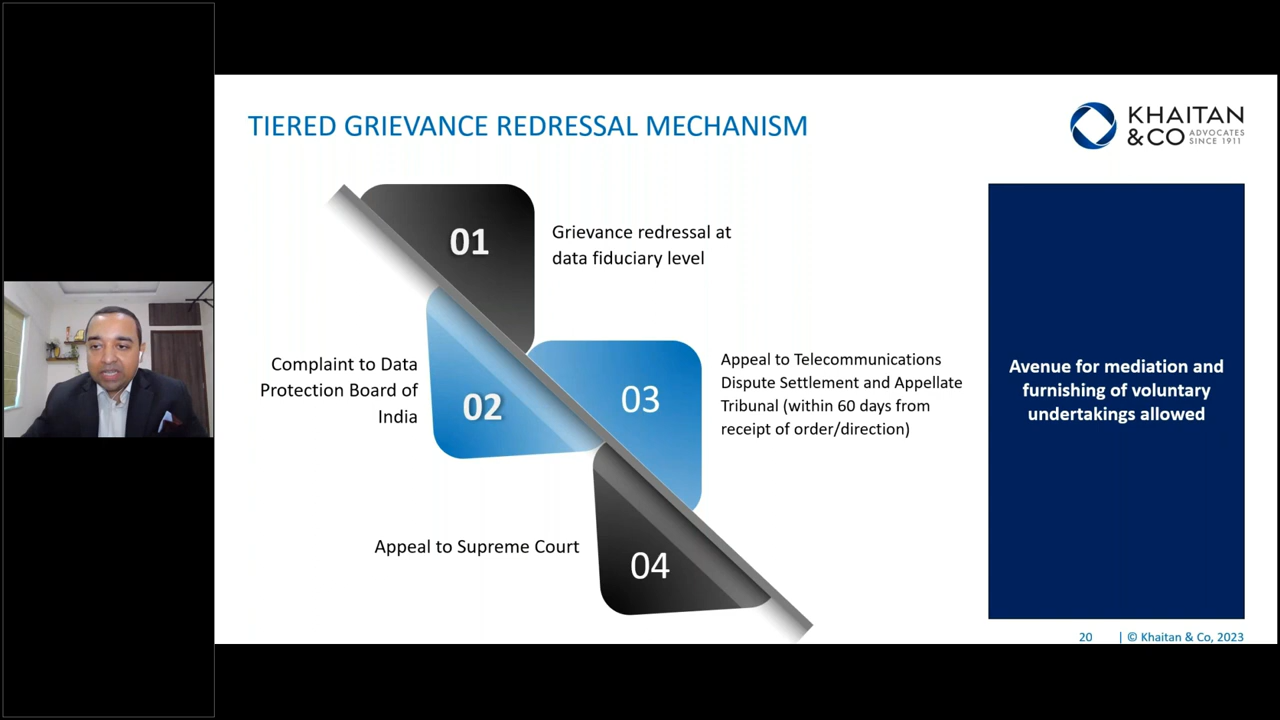 TIERED GRIEVANCE REDRESSAL MECHANISM
KHAITAN
&CO ADVOCATES
SINCE 1911
01
Grievance redressal at
data fiduciary level
Complaint to Data
Protection Board of
India
02
03
Appeal to Telecommunications
Dispute Settlement and Appellate
Tribunal (within 60 days from
receipt of order/direction)
Appeal to Supreme Court
04
Avenue for mediation and
furnishing of voluntary
undertakings allowed
20 | © Khaitan & Co, 2023